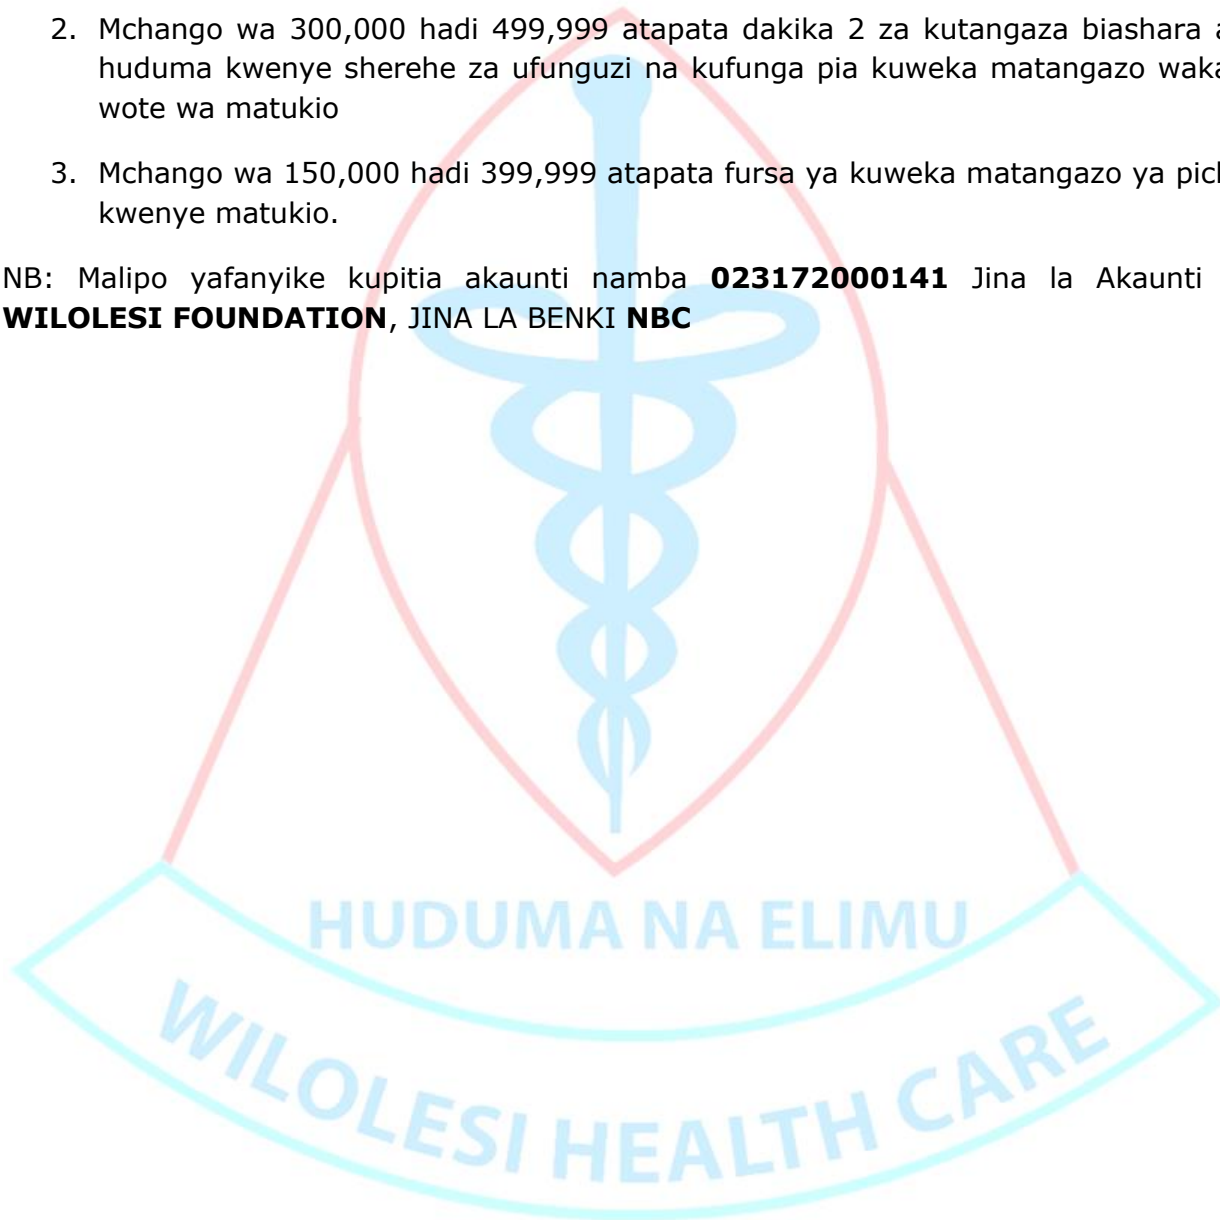 2. Mchango wa 300,000 hadi 499,999 atapata dakika 2 za kutangaza biashara
huduma kwenye sherehe za ufunguzi na kufunga pia kuweka matangazo
wote wa matukio
3. Mchango wa 150,000 hadi 399,999 atapata fursa ya kuweka matangazo ya
kwenye matukio.
NB: Malipo yafanyike kupitia akaunti namba 023172000141 Jina la Akaunti
WILOLESI FOUNDATION, JINA LA BENKI NBC
HUDUMA NA ELIMU
WILOLESI HEALTH CARE